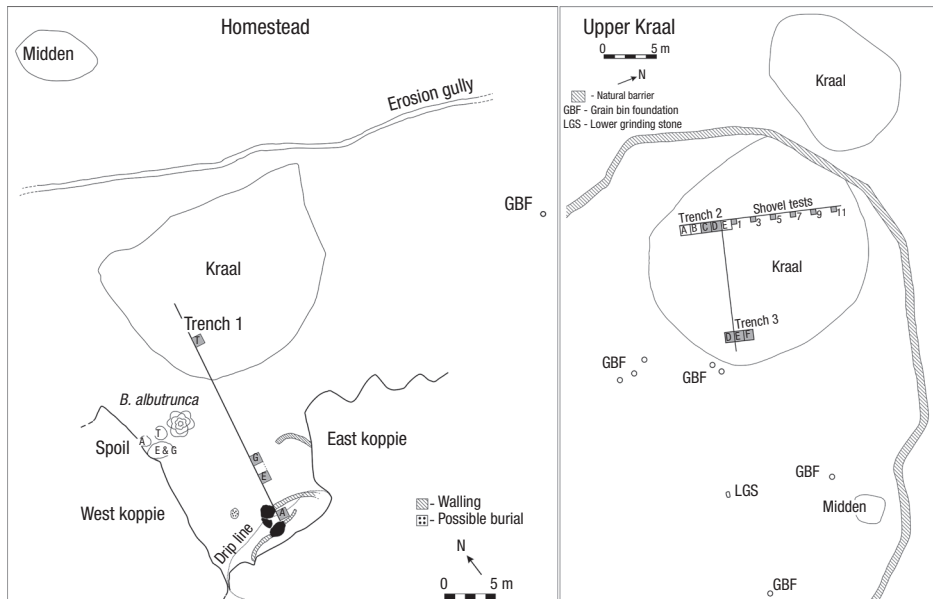 Homestead
Midden
Erosion gully
GBF
Kraal
Trench 1
T
B. albutrunca
A
T
Spoil
E & G
East koppie
G
E
West koppie
A
Drip line
- Walling
- Possible burial
N
0 5 m
Upper Kraal
0 5 m
N
- Natural barrier
GBF - Grain bin foundation
LGS - Lower grinding stone
Kraal
Shovel tests
Trench 2
A B C D E 1 3 5 7 9 11
Kraal
Trench 3
D E F
GBF
GBF
GBF
LGS
Midden
GBF